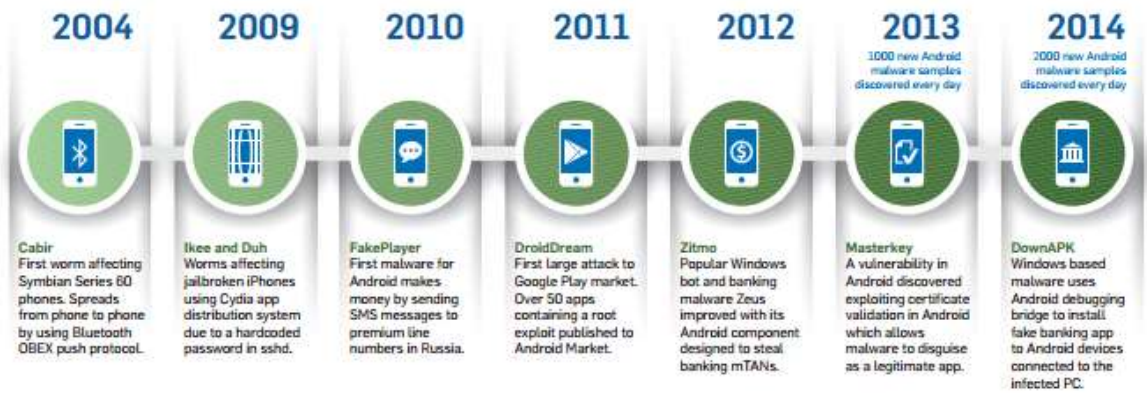 2004
Cabir
First worm affecting
Symbian Series 60
phones. Spreads
from phone to phone
by using Bluetooth
OBEX push protocol.
2009
Ikee and Duh
Worms affecting
jailbroken iPhones
using Cydia app
distribution system
due to a hardcoded
password in sshd.
2010
FakePlayer
First malware for
Android makes
money by sending
SMS messages to
premium line
numbers in Russia.
2011
DroidDream
First large attack to
Google Play market.
Over 50 apps
containing a root
exploit published to
Android Market.
2012
Zitmo
Popular Windows
bot and banking
malware Zeus
improved with its
Android component
designed to steal
banking mTANs.
2013
1000 new Android
malware samples
discovered every day
Masterkey
A vulnerability in
Android discovered
exploiting certificate
validation in Android
which allows
malware to disguise
as a legitimate app.
2014
2000 new Android
malware samples
discovered every day
DownAPK
Windows based
malware uses
Android debugging
bridge to install
fake banking app
to Android devices
connected to the
infected PC.